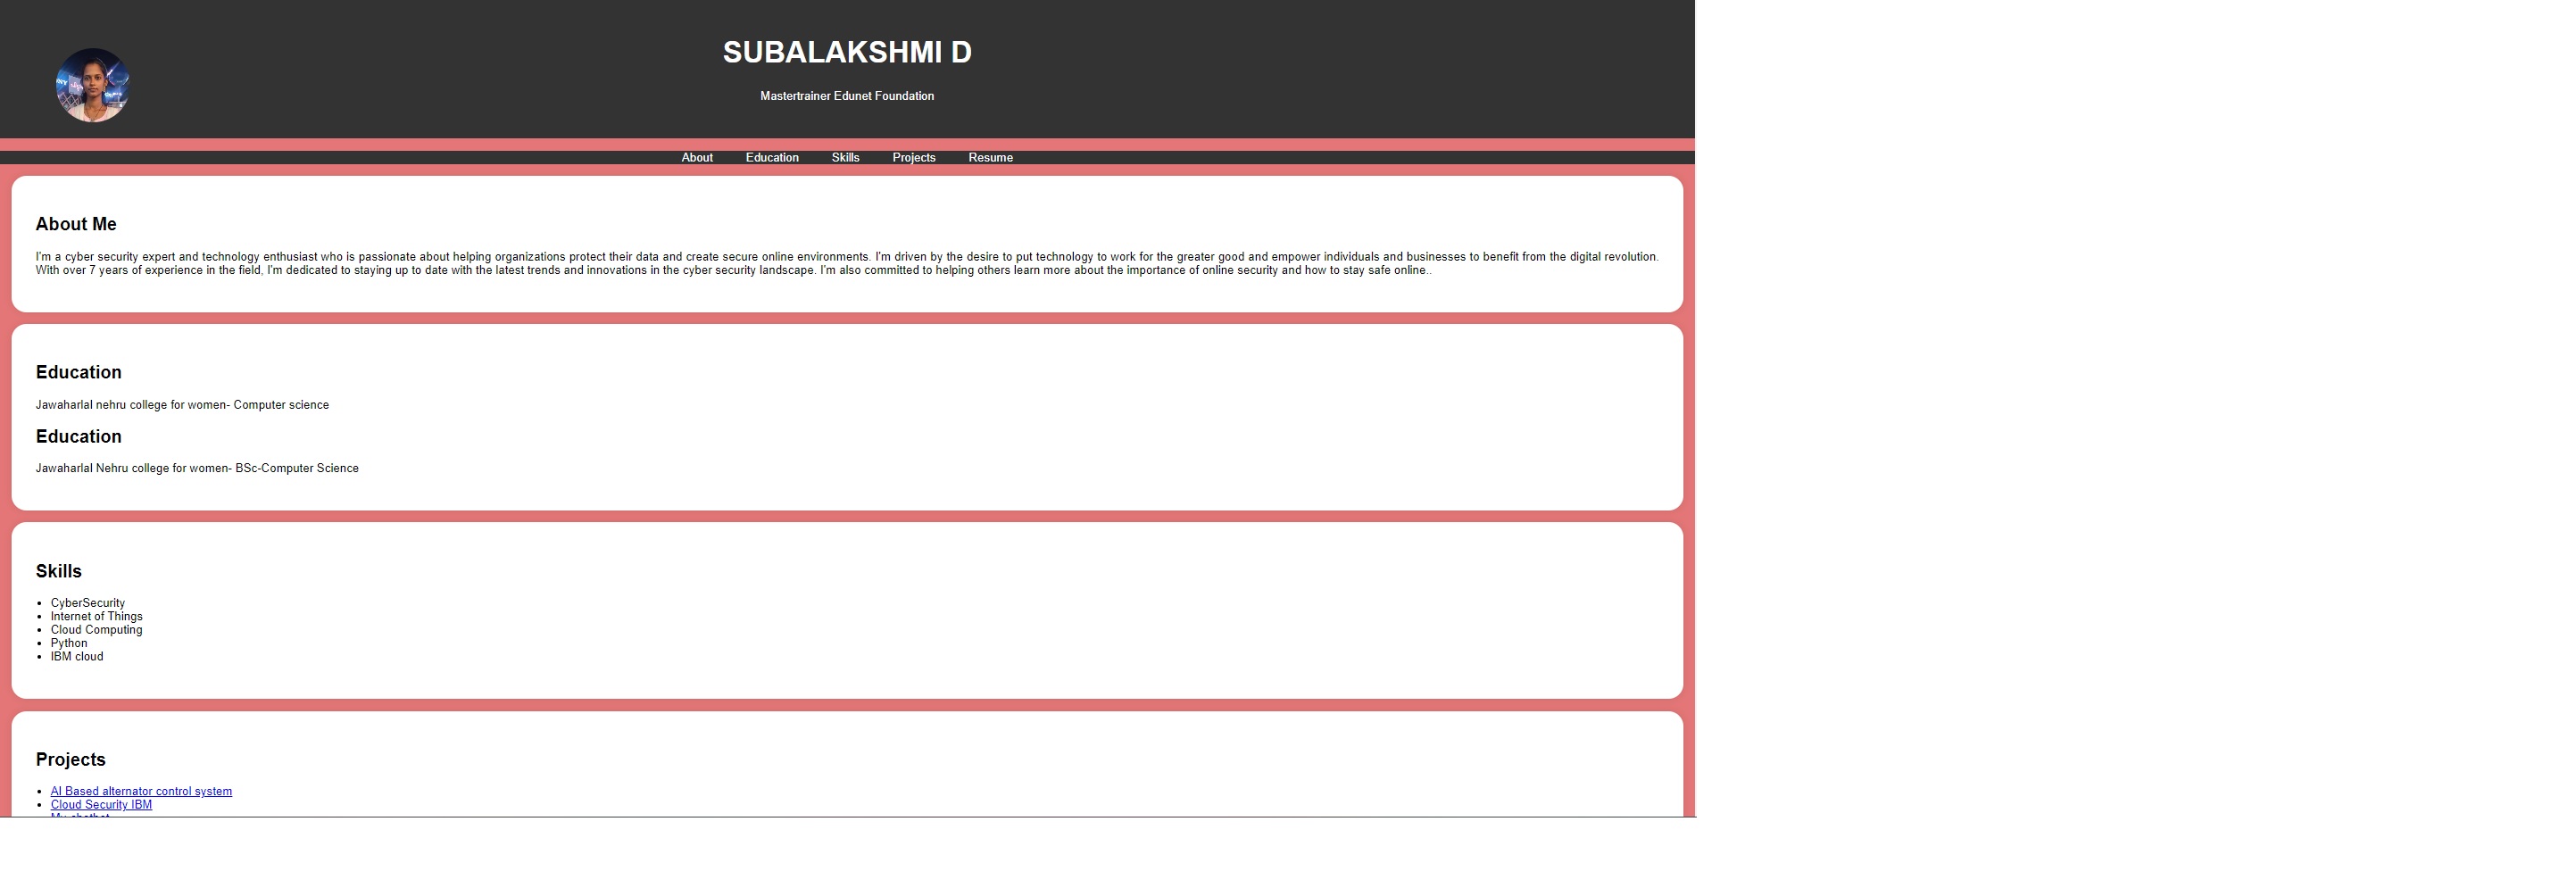 SUBALAKSHMI D
Mastertrainer Edunet Foundation
About Education Skills Projects Resume
About Me
I'm a cyber security expert and technology enthusiast who is passionate about helping organizations protect their data and create secure online environments. I'm driven by the desire to put technology to work for the greater good and empower individuals and businesses to benefit from the digital revolution.
With over 7 years of experience in the field, I'm dedicated to staying up to date with the latest trends and innovations in the cyber security landscape. I'm also committed to helping others learn more about the importance of online security and how to stay safe online..
Education
Jawaharlal nehru college for women- Computer science
Education
Jawaharlal Nehru college for women- BSc-Computer Science
Skills
• CyberSecurity
• Internet of Things
• Cloud Computing
• Python
• IBM cloud
Projects
• AI Based alternator control system
• Cloud Security IBM